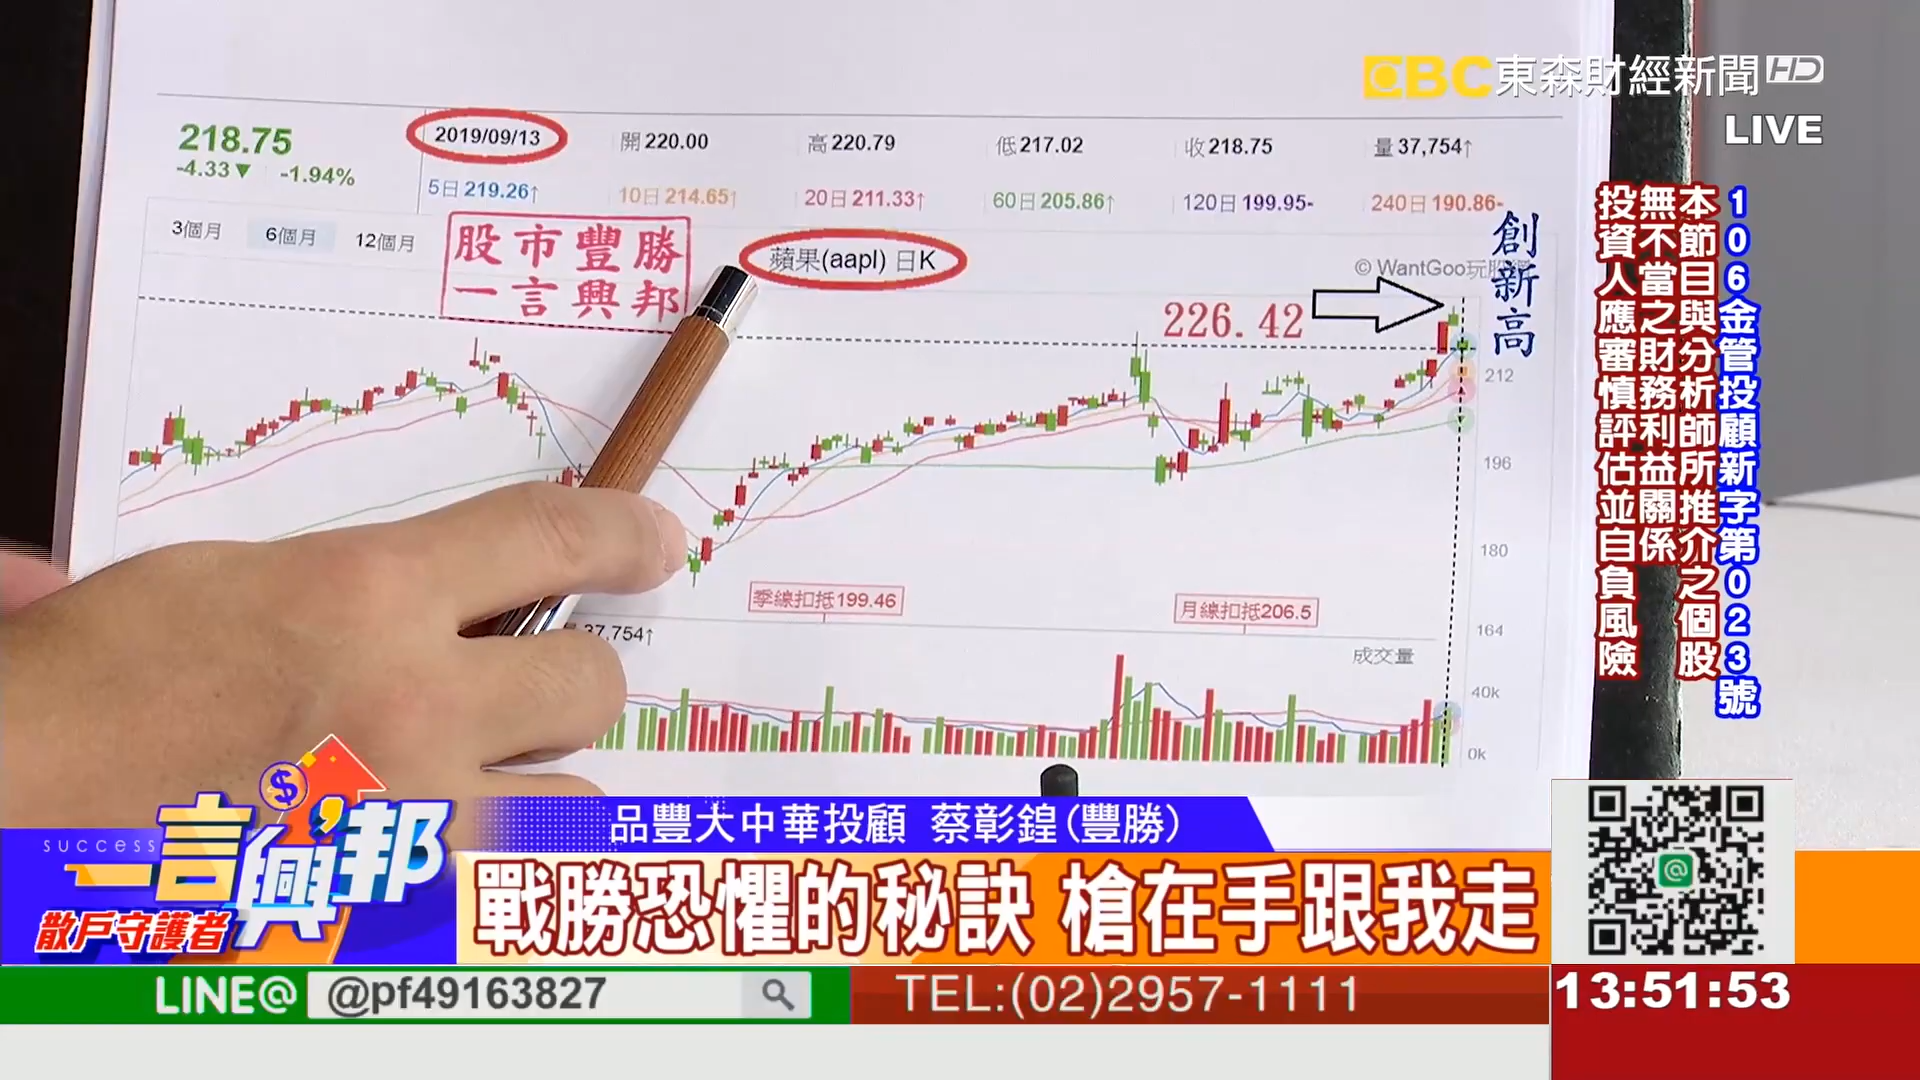 EBC東森財經新聞HD
LIVE
218.75
-4.33▼ -1.94%
2019/09/13
開220.00
高220.79
低217.02
收218.75
量37,754↑
5日219.26↑
10日214.65↑
20日211.33↑
60日205.86↑
120日199.95-
240日190.86-
3個月
6個月
12個月
股市豐勝
一言興邦
蘋果(aapl) 日K
© WantGoo玩股網
創新高
226.42
212
196
180
164
季線扣抵199.46
月線扣抵206.5
37,754↑
成交量
40k
0k
106金管投顧新字第023號
本節目與分析師所推介之個股
無不當之財務利益關係
投資人應審慎評估並自負風險
success
一言興邦
散戶守護者
品豐大中華投顧 蔡彰鍠(豐勝)
戰勝恐懼的秘訣 槍在手跟我走
LINE@ @pf49163827
TEL:(02)2957-1111
13:51:53